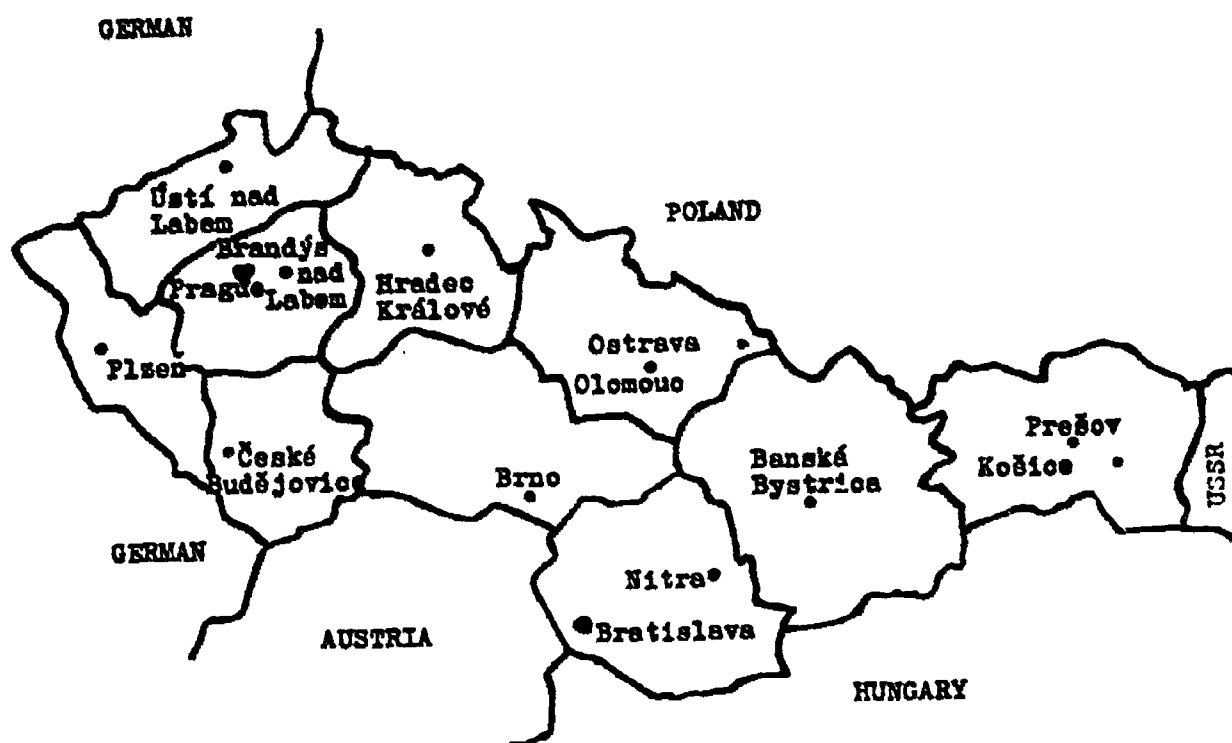 GERMAN
POLAND
Ústí nad
Labem
Brandýs
nad
Labem
Prague
Hradec
Králové
Plzeň
Ostrava
Olomouc
České
Budějovice
Brno
Banská
Bystrica
Prešov
Košice
USSR
GERMAN
Nitra
Bratislava
AUSTRIA
HUNGARY